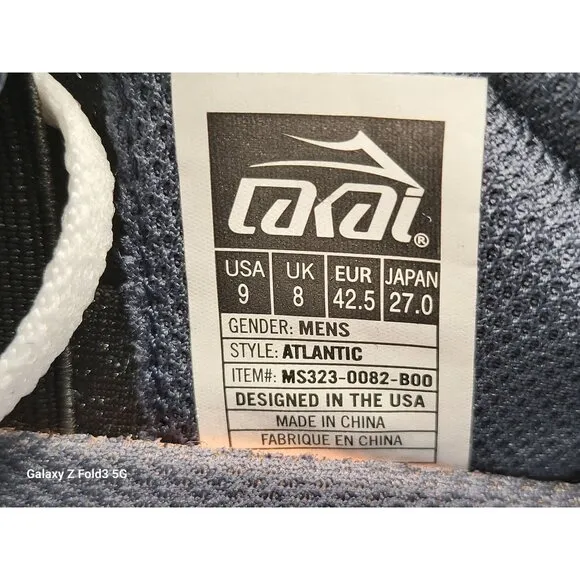 LAKAI®
USA UK EUR JAPAN
9 8 42.5 27.0
GENDER: MENS
STYLE: ATLANTIC
ITEM#: MS323-0082-B00
DESIGNED IN THE USA
MADE IN CHINA
FABRIQUE EN CHINA
Galaxy Z Fold3 5G